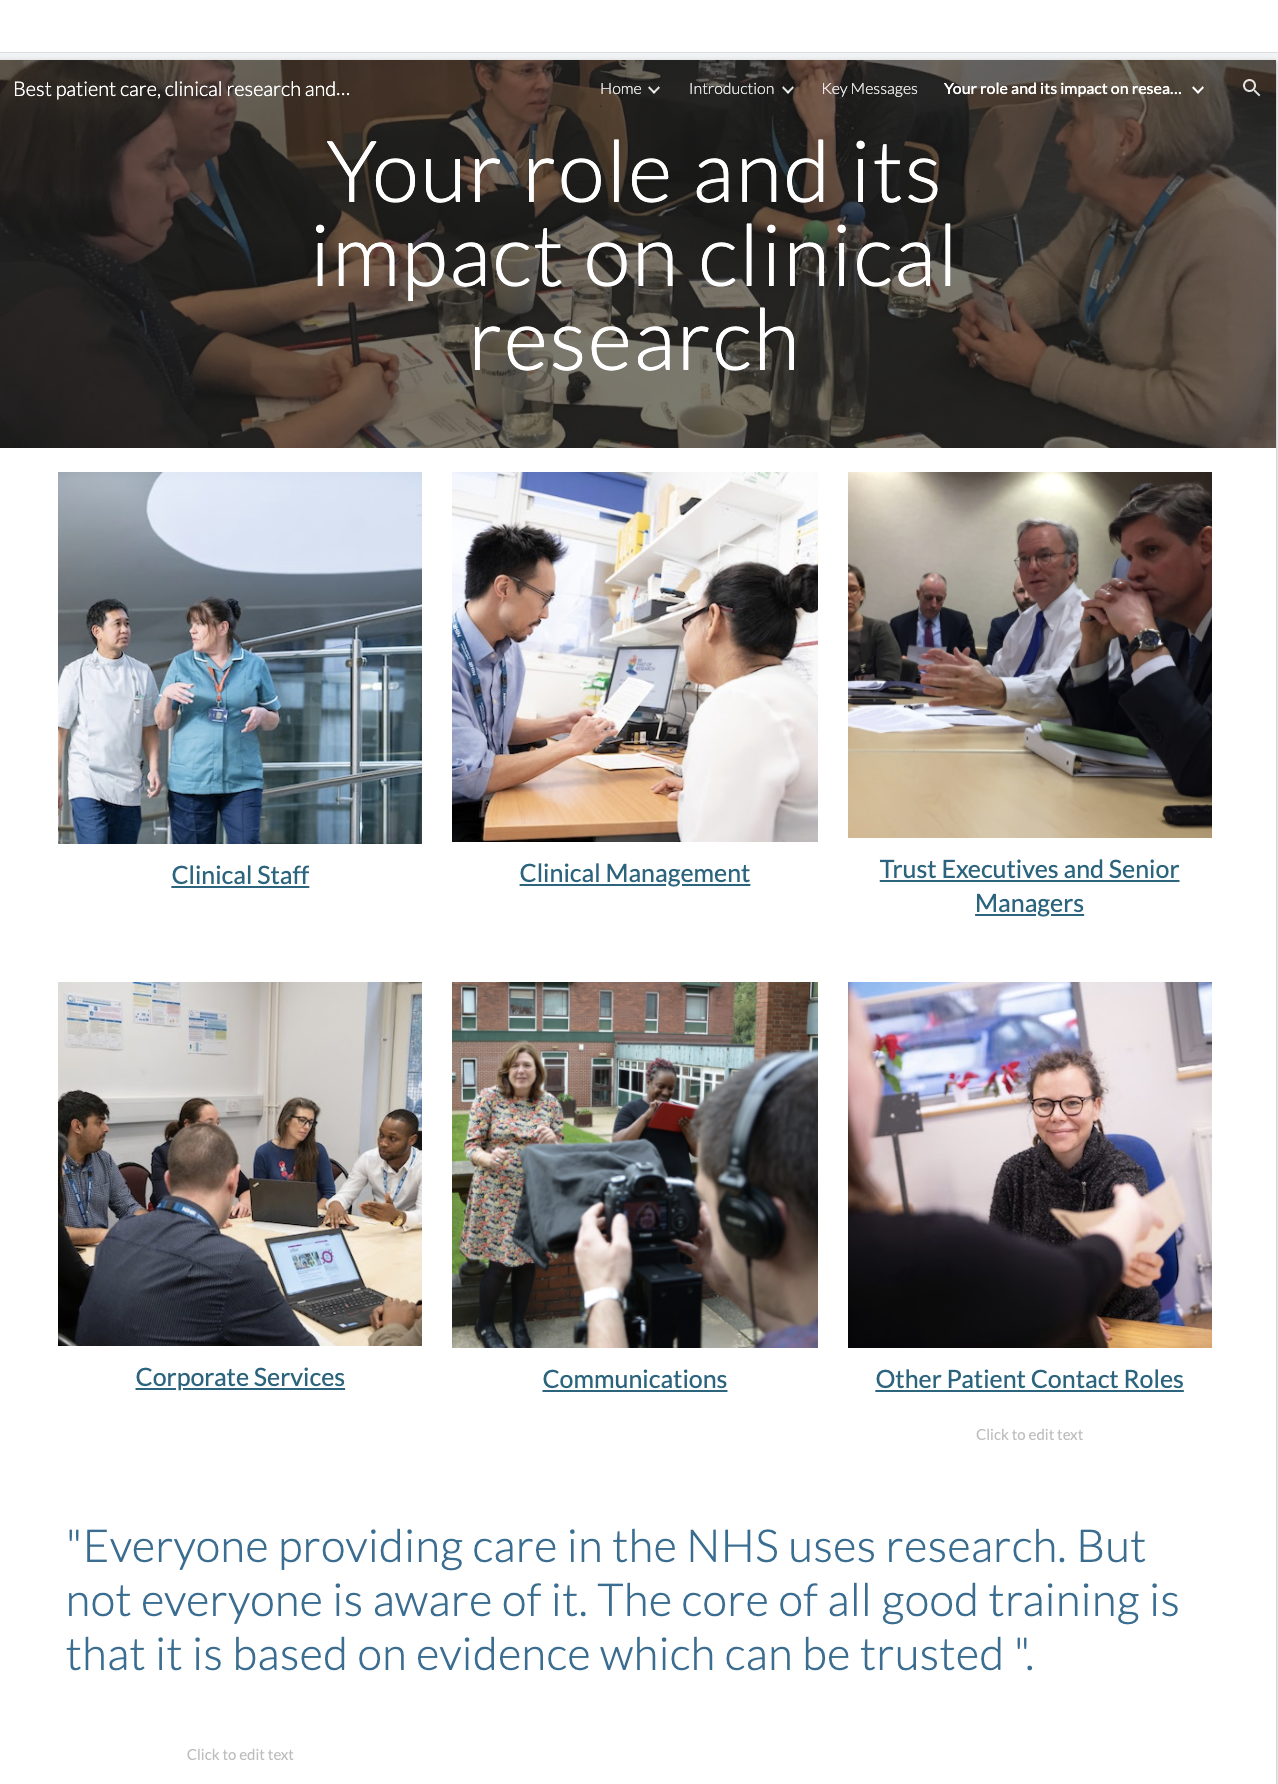 Best patient care, clinical research and...
Home
Introduction
Key Messages
Your role and its impact on resea...
Your role and its
impact on clinical
research
Clinical Staff
Clinical Management
Trust Executives and Senior
Managers
Corporate Services
Communications
Other Patient Contact Roles
Click to edit text
"Everyone providing care in the NHS uses research. But
not everyone is aware of it. The core of all good training is
that it is based on evidence which can be trusted ".
Click to edit text